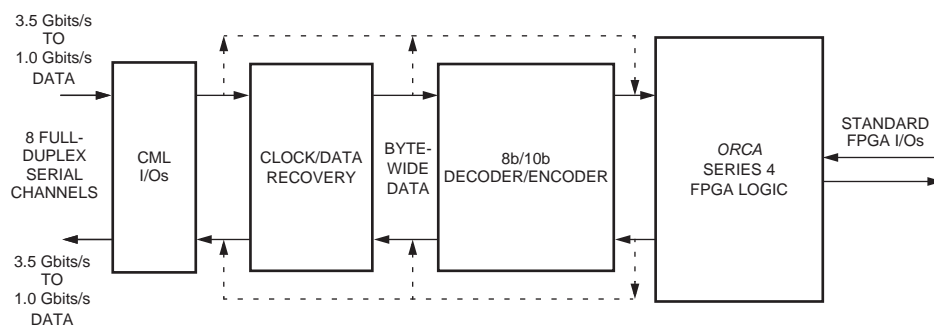 3.5 Gbits/s
TO
1.0 Gbits/s
DATA
8 FULL-
DUPLEX
SERIAL
CHANNELS
3.5 Gbits/s
TO
1.0 Gbits/s
DATA
CML
I/Os
CLOCK/DATA
RECOVERY
BYTE-
WIDE
DATA
8b/10b
DECODER/ENCODER
ORCA
SERIES 4
FPGA LOGIC
STANDARD
FPGA I/Os